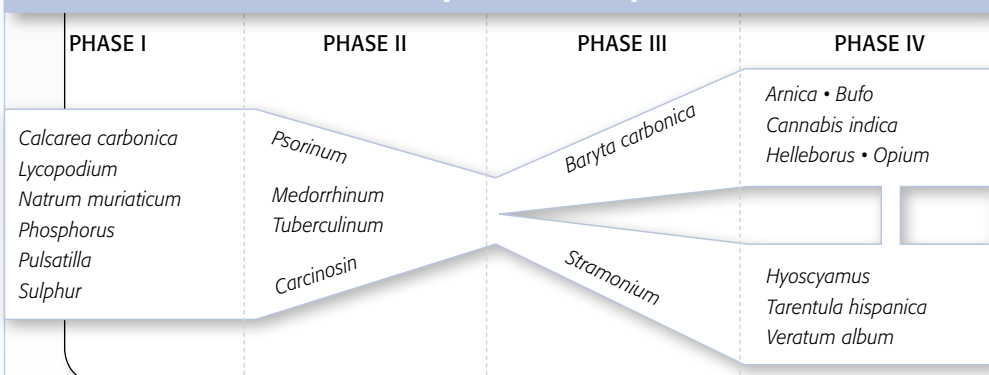 PHASE I
PHASE II
PHASE III
PHASE IV
Calcarea carbonica
Lycopodium
Natrum muriaticum
Phosphorus
Pulsatilla
Sulphur
Psorinum
Medorrhinum
Tuberculinum
Carcinosin
Baryta carbonica
Stramonium
Arnica • Bufo
Cannabis indica
Helleborus • Opium
Hyoscyamus
Tarentula hispanica
Veratum album